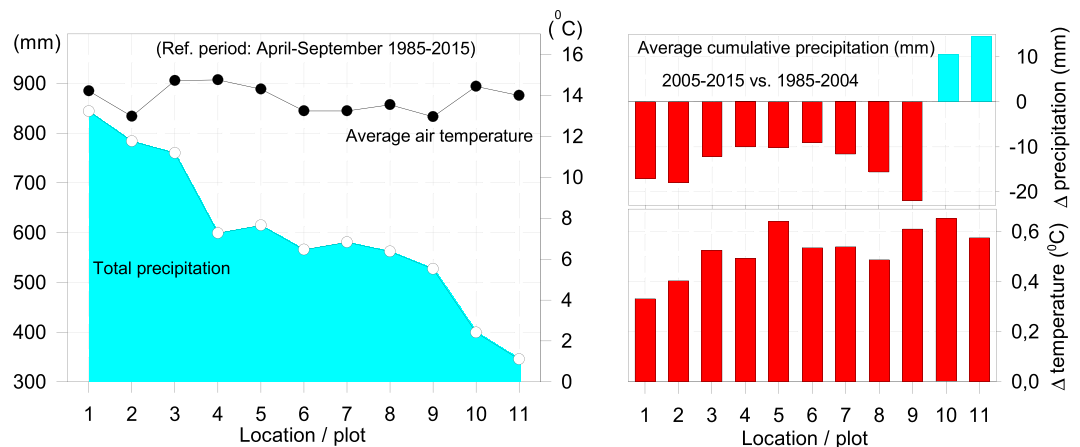 (mm)
(Ref. period: April-September 1985-2015)
(⁰C)
900
800
700
600
500
400
300
16
14
12
10
8
6
4
2
0
Average air temperature
Total precipitation
1 2 3 4 5 6 7 8 9 10 11
Location / plot
Average cumulative precipitation (mm)
2005-2015 vs. 1985-2004
10
0
-10
-20
Δ precipitation (mm)
0,6
0,4
0,2
0,0
Δ temperature (⁰C)
1 2 3 4 5 6 7 8 9 10 11
Location / plot